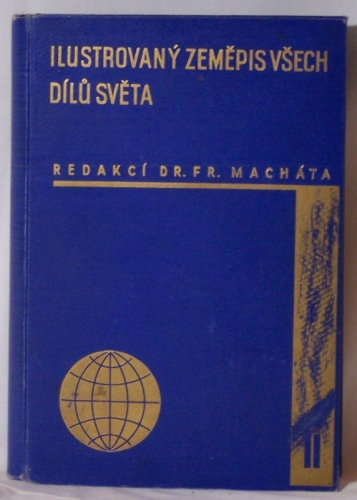 ILUSTROVANÝ ZEMĚPIS VŠECH
DÍLŮ SVĚTA
REDAKCÍ DR. FR. MACHÁTA
II